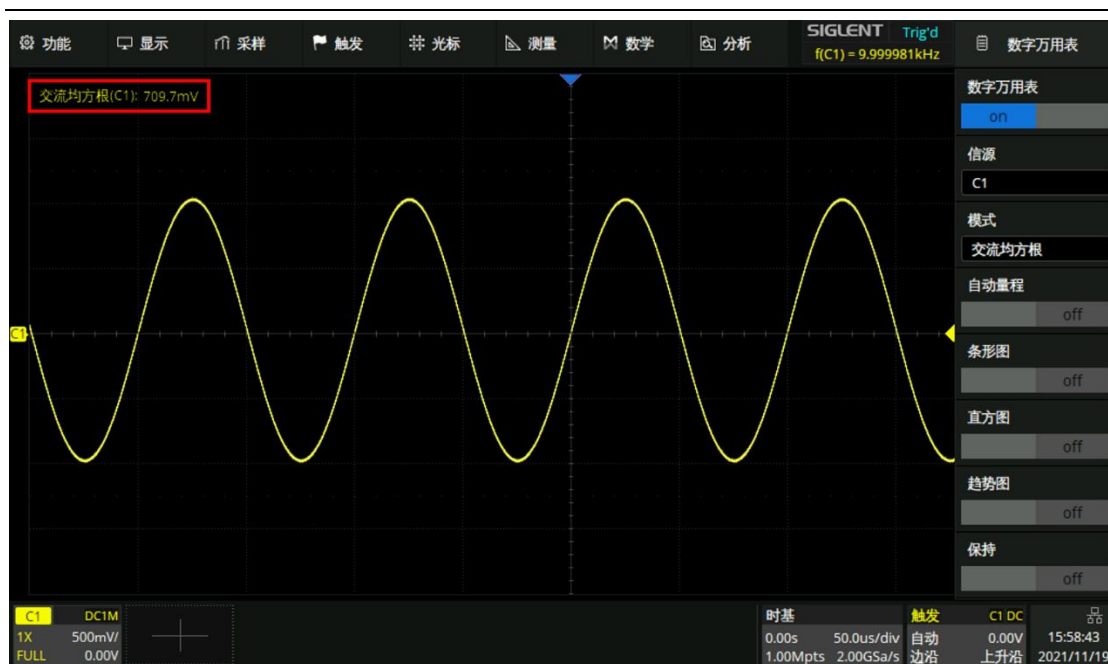 功能 显示 采样 触发 光标 测量 数学 分析 SIGLENT Trig'd 数字万用表
f(C1) = 9.999981kHz
交流均方根(C1): 709.7mV
数字万用表
on
信源
C1
模式
交流均方根
自动量程
off
条形图
off
直方图
off
趋势图
off
保持
off
C1
C1 DC1M
1X 500mV/
FULL 0.00V
时基
0.00s 50.0us/div
1.00Mpts 2.00GSa/s
触发 C1 DC
自动 0.00V
边沿 上升沿
15:58:43
2021/11/19